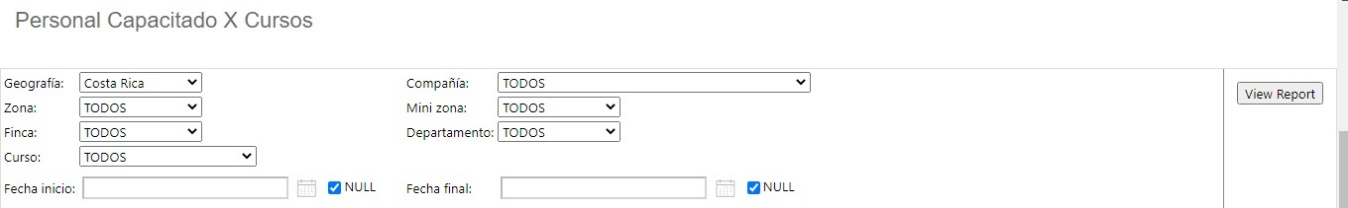 Personal Capacitado X Cursos
Geografía: Costa Rica Compañía: TODOS View Report
Zona: TODOS Mini zona: TODOS
Finca: TODOS Departamento: TODOS
Curso: TODOS
Fecha inicio: NULL Fecha final: NULL